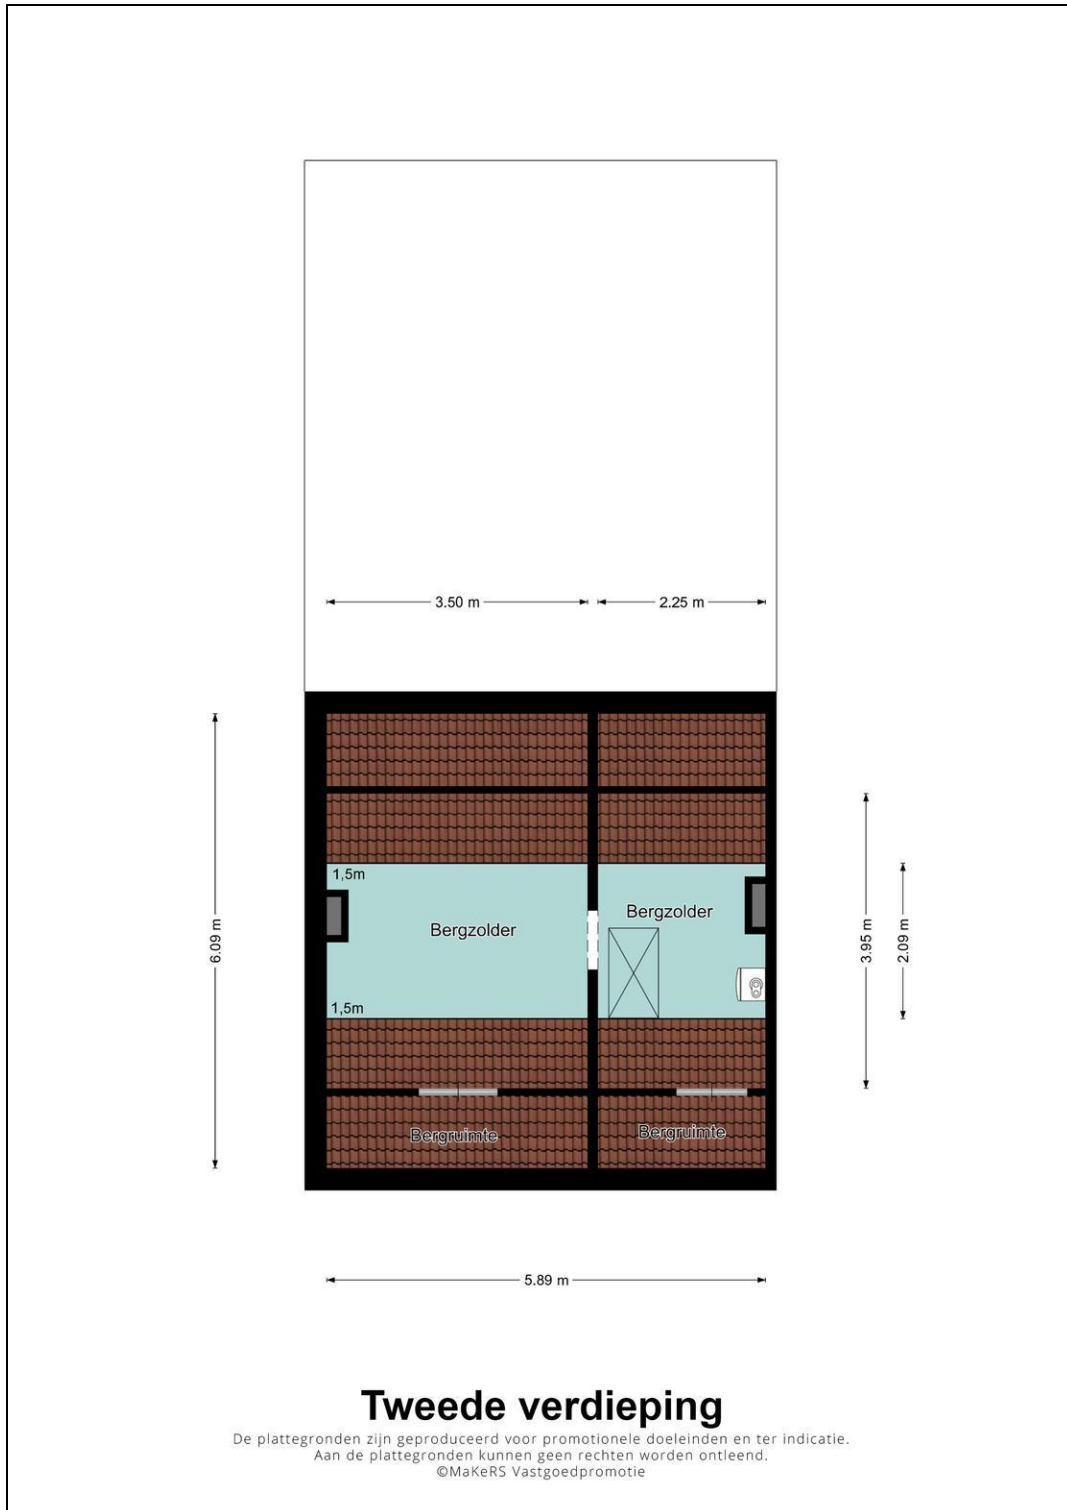 3.50 m
2.25 m
6.09 m
1,5m
Bergzolder
Bergzolder
3.95 m
2.09 m
1,5m
Bergruimte
Bergruimte
5.89 m
Tweede verdieping
De plattegronden zijn geproduceerd voor promotionele doeleinden en ter indicatie.
Aan de plattegronden kunnen geen rechten worden ontleend.
©MaKeRS Vastgoedpromotie